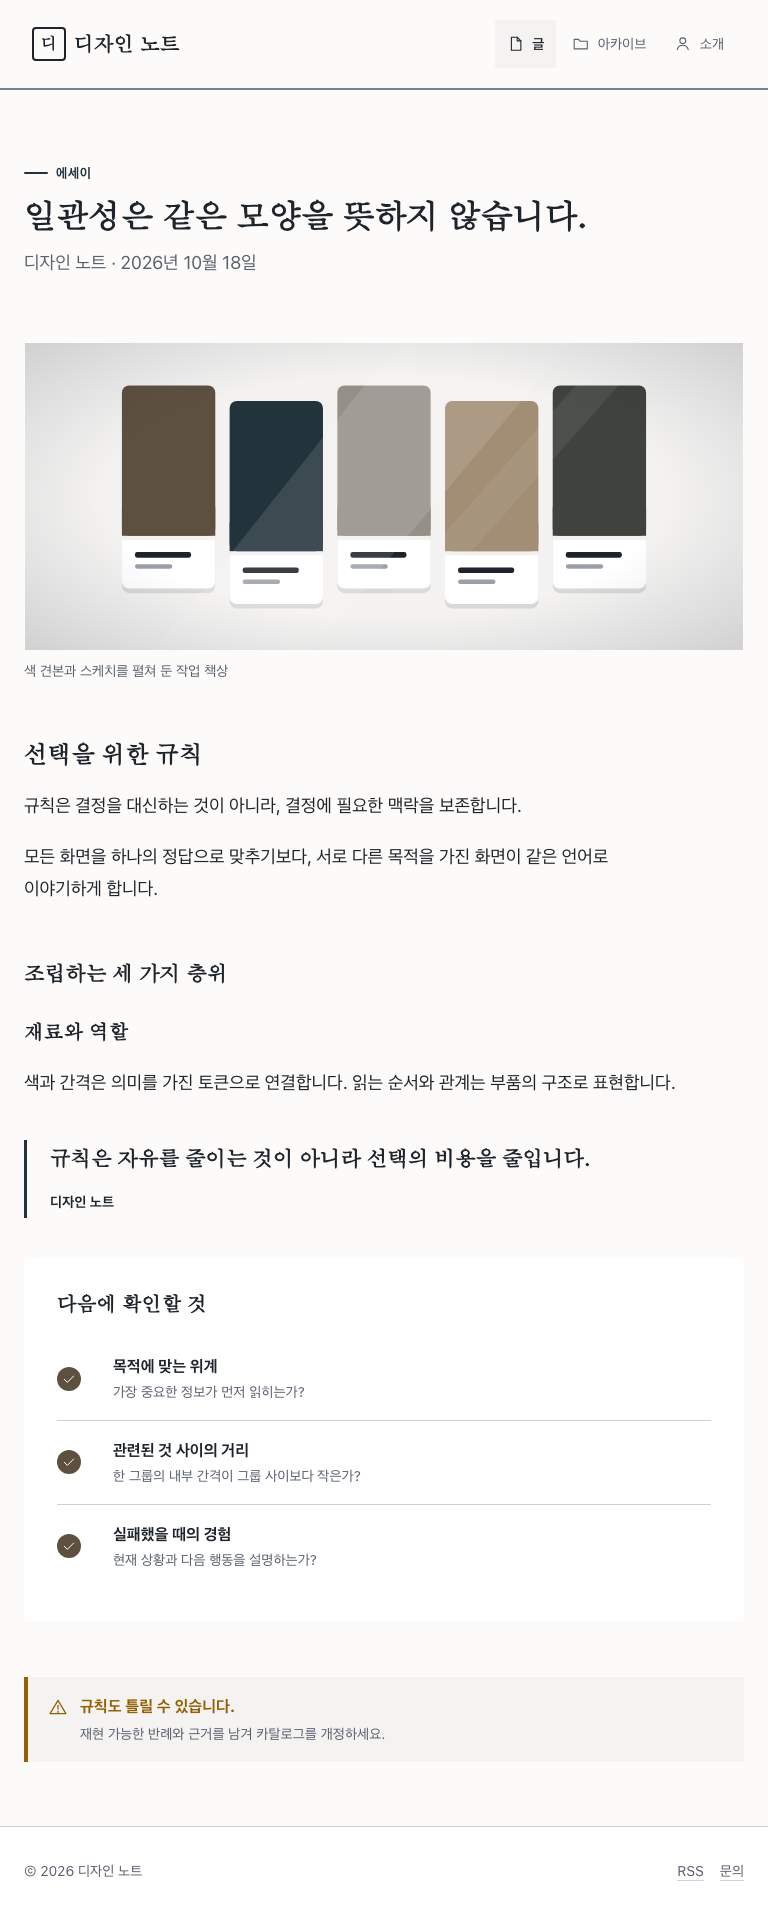 디 디자인 노트
글 아카이브 소개
에세이
일관성은 같은 모양을 뜻하지 않습니다.
디자인 노트 · 2026년 10월 18일
색 견본과 스케치를 펼쳐 둔 작업 책상
선택을 위한 규칙
규칙은 결정을 대신하는 것이 아니라, 결정에 필요한 맥락을 보존합니다.
모든 화면을 하나의 정답으로 맞추기보다, 서로 다른 목적을 가진 화면이 같은 언어로
이야기하게 합니다.
조립하는 세 가지 층위
재료와 역할
색과 간격은 의미를 가진 토큰으로 연결합니다. 읽는 순서와 관계는 부품의 구조로 표현합니다.
규칙은 자유를 줄이는 것이 아니라 선택의 비용을 줄입니다.
디자인 노트
다음에 확인할 것
목적에 맞는 위계
가장 중요한 정보가 먼저 읽히는가?
관련된 것 사이의 거리
한 그룹의 내부 간격이 그룹 사이보다 작은가?
실패했을 때의 경험
현재 상황과 다음 행동을 설명하는가?
규칙도 틀릴 수 있습니다.
재현 가능한 반례와 근거를 남겨 카탈로그를 개정하세요.
© 2026 디자인 노트
RSS 문의